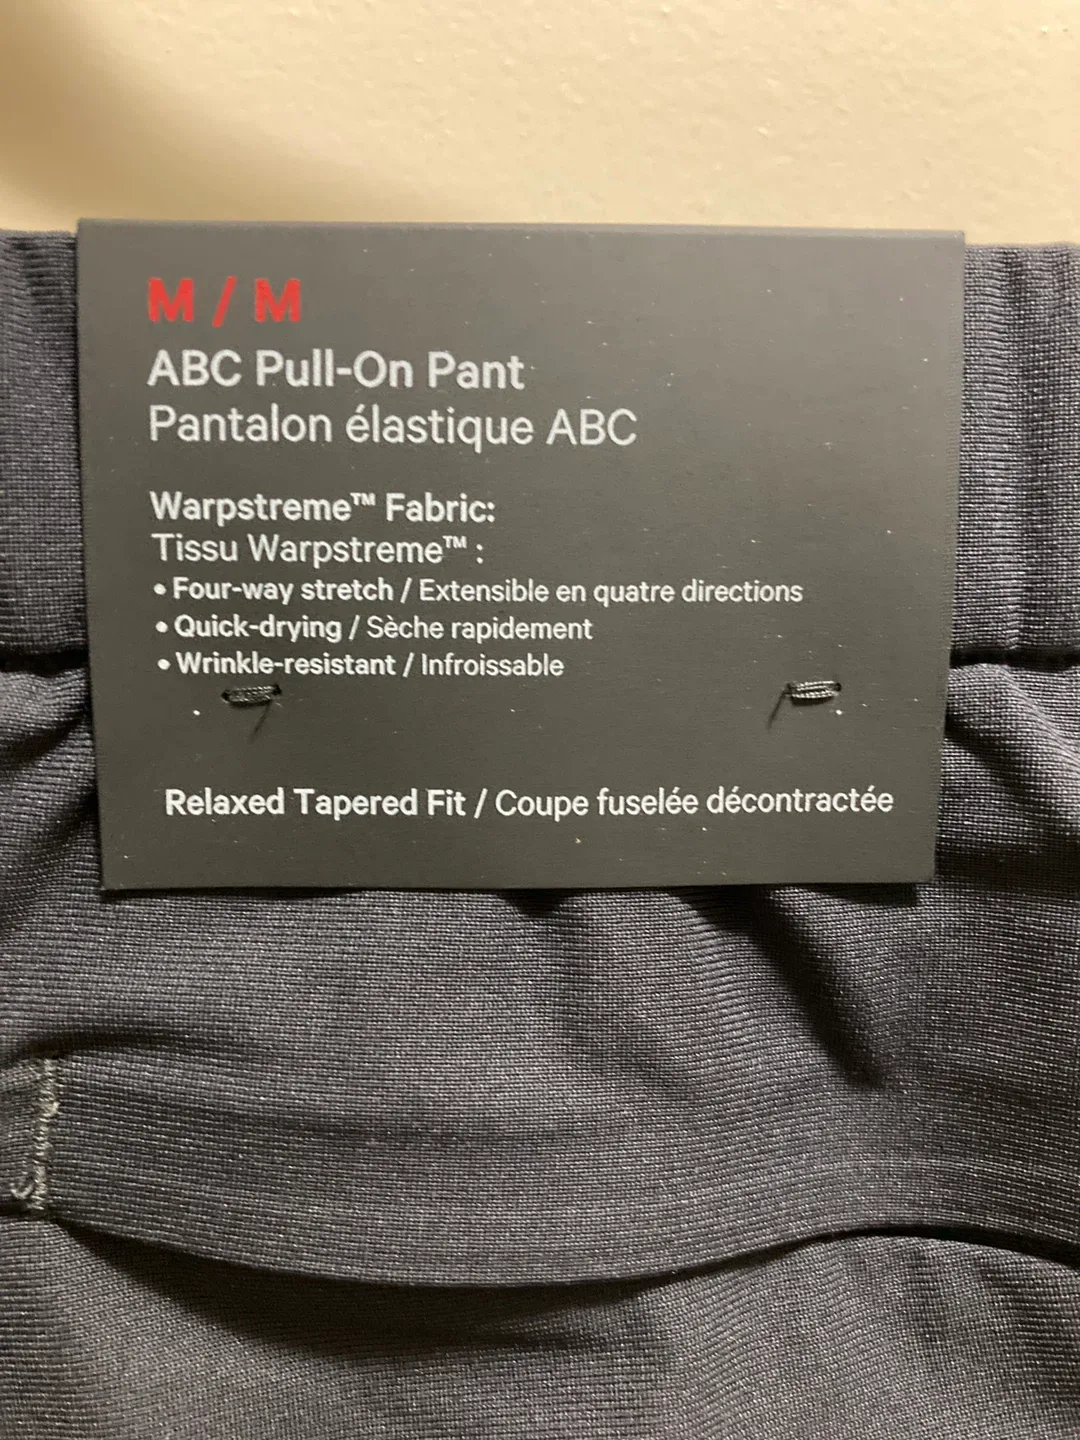 M / M
ABC Pull-On Pant
Pantalon élastique ABC
Warpstreme™ Fabric:
Tissu Warpstreme™ :
• Four-way stretch / Extensible en quatre directions
• Quick-drying / Sèche rapidement
• Wrinkle-resistant / Infroissable
Relaxed Tapered Fit / Coupe fuselée décontractée